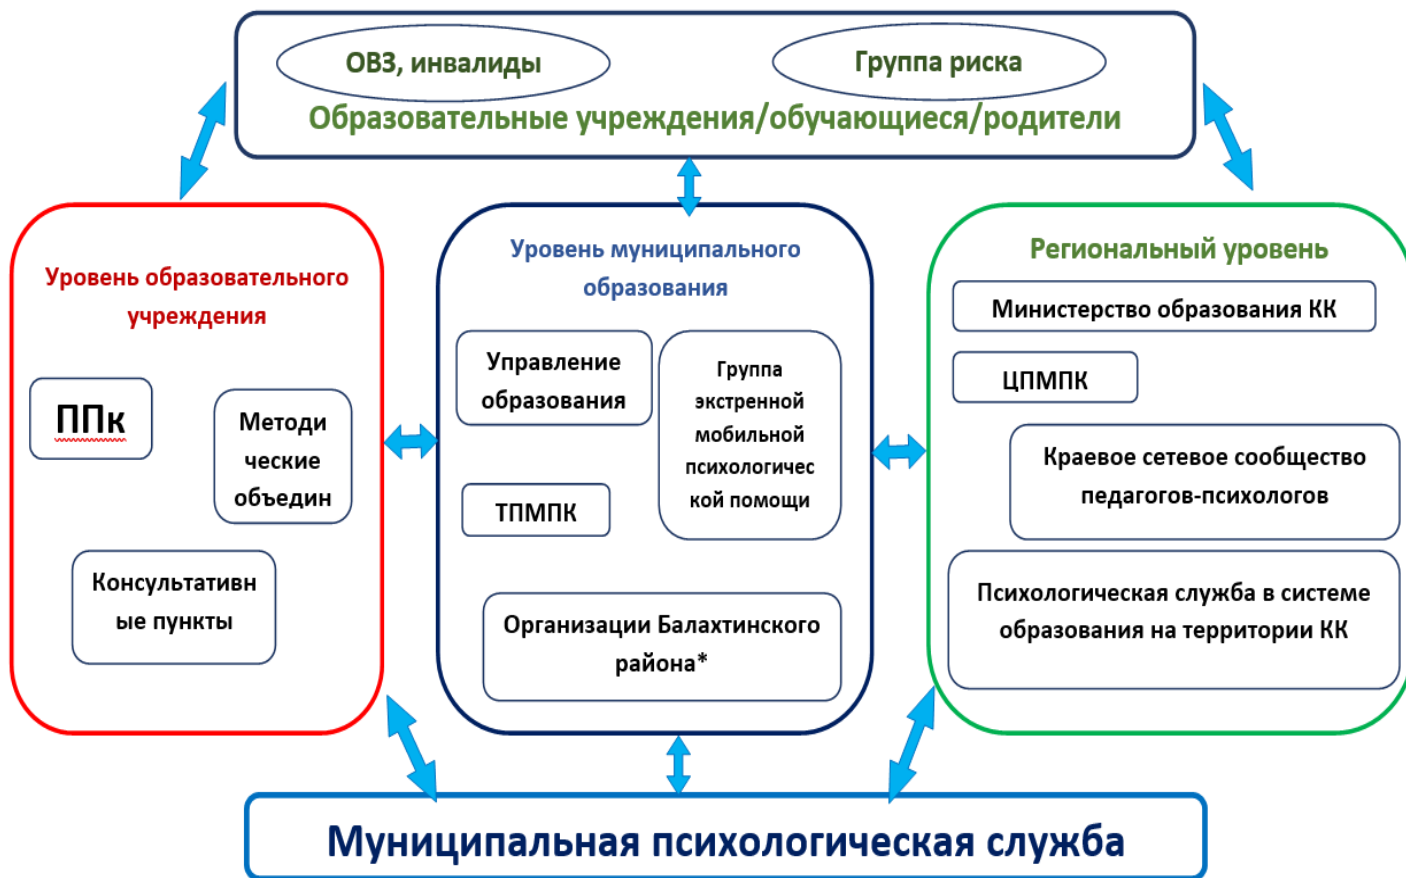 ОВЗ, инвалиды
Группа риска
Образовательные учреждения/обучающиеся/родители
Уровень образовательного
учреждения
ППк
Методи
ческие
объедин
Консультативн
ые пункты
Уровень муниципального
образования
Управление
образования
Группа
экстренной
мобильной
психологичес
кой помощи
ТПМПК
Организации Балахтинского
района*
Региональный уровень
Министерство образования КК
ЦПМПК
Краевое сетевое сообщество
педагогов-психологов
Психологическая служба в системе
образования на территории КК
Муниципальная психологическая служба